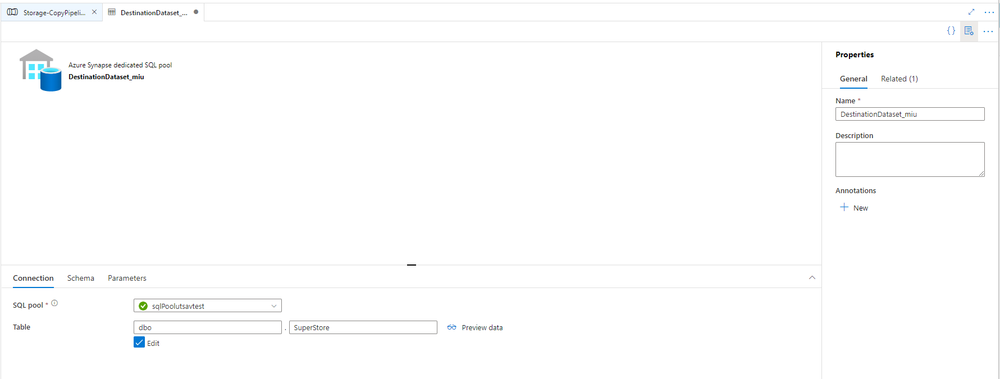 Storage-CopyPipeli...
DestinationDataset_...
Azure Synapse dedicated SQL pool
DestinationDataset_miu
Properties
General Related (1)
Name *
DestinationDataset_miu
Description
Annotations
New
Connection Schema Parameters
SQL pool *
sqlPoolutsavtest
Table
dbo . SuperStore
Preview data
Edit